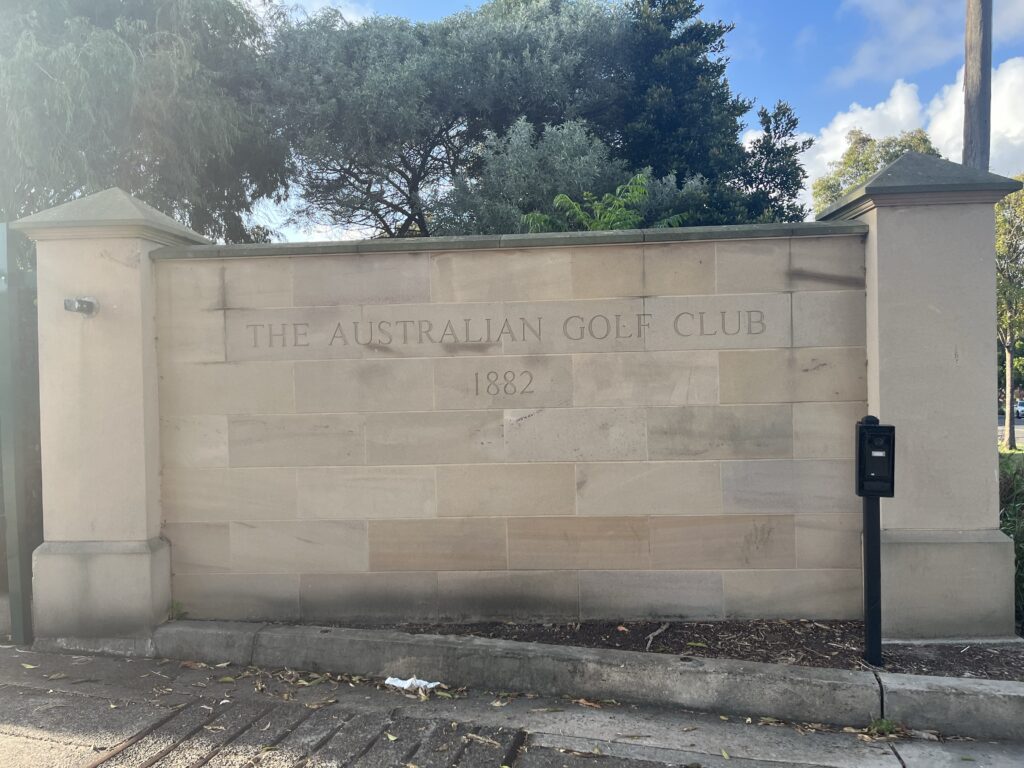 THE AUSTRALIAN GOLF CLUB
1882